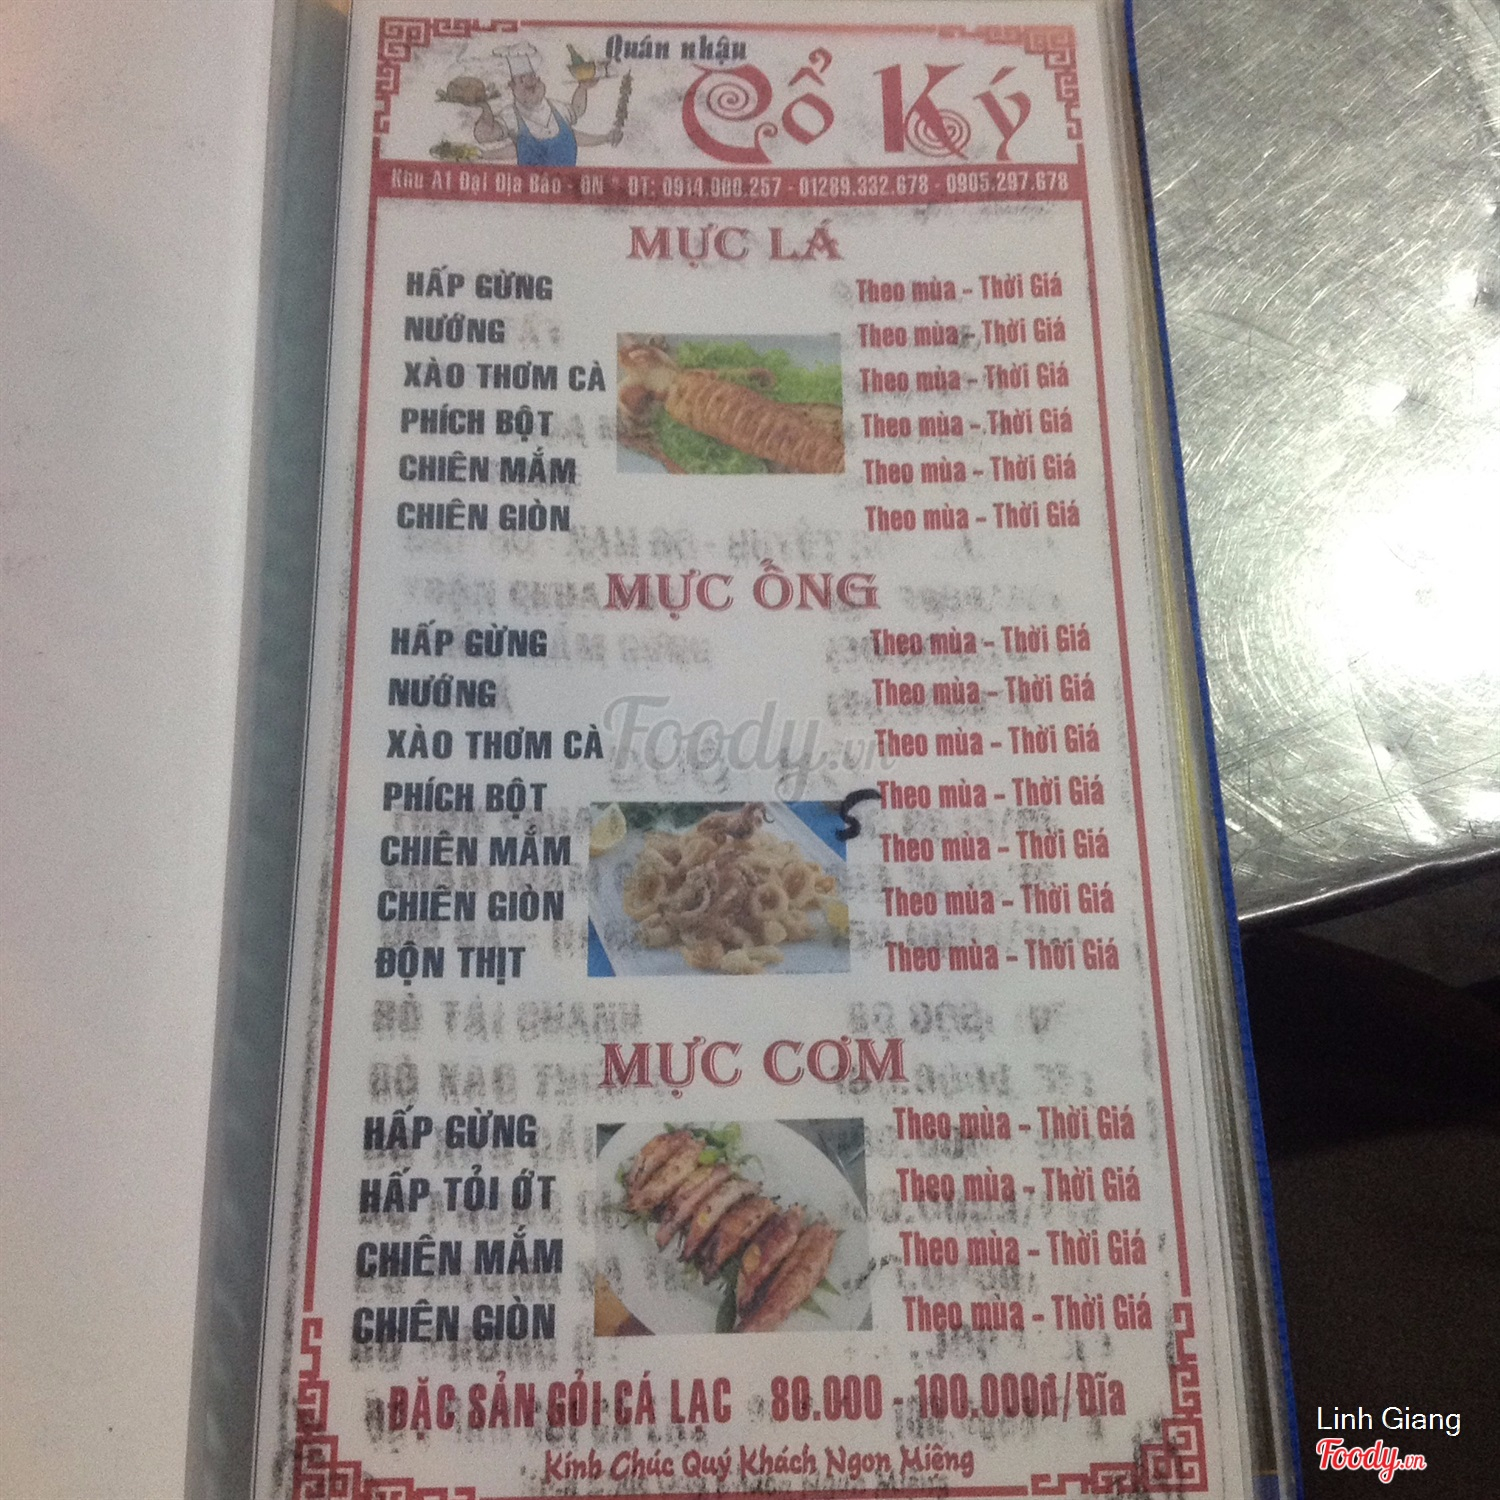 Quán nhậu
Cổ Ký
Khu A1 Đại Địa Bảo - ĐN * ĐT: 0914.000.257 - 01289.332.678 - 0905.297.678
MỰC LÁ
HẤP GỪNG Theo mùa - Thời Giá
NƯỚNG Theo mùa - Thời Giá
XÀO THƠM CÀ Theo mùa - Thời Giá
PHÍCH BỘT Theo mùa - Thời Giá
CHIÊN MẮM Theo mùa - Thời Giá
CHIÊN GIÒN Theo mùa - Thời Giá
MỰC ỐNG
HẤP GỪNG Theo mùa - Thời Giá
NƯỚNG Theo mùa - Thời Giá
XÀO THƠM CÀ Theo mùa - Thời Giá
PHÍCH BỘT Theo mùa - Thời Giá
CHIÊN MẮM Theo mùa - Thời Giá
CHIÊN GIÒN Theo mùa - Thời Giá
ĐỘN THỊT Theo mùa - Thời Giá
Foody.vn
MỰC CƠM
HẤP GỪNG Theo mùa - Thời Giá
HẤP TỎI ỚT Theo mùa - Thời Giá
CHIÊN MẮM Theo mùa - Thời Giá
CHIÊN GIÒN Theo mùa - Thời Giá
ĐẶC SẢN GỎI CÁ LẠC 80.000 - 100.000đ/Đĩa
Kính Chúc Quý Khách Ngon Miệng
Linh Giang
Foody.vn